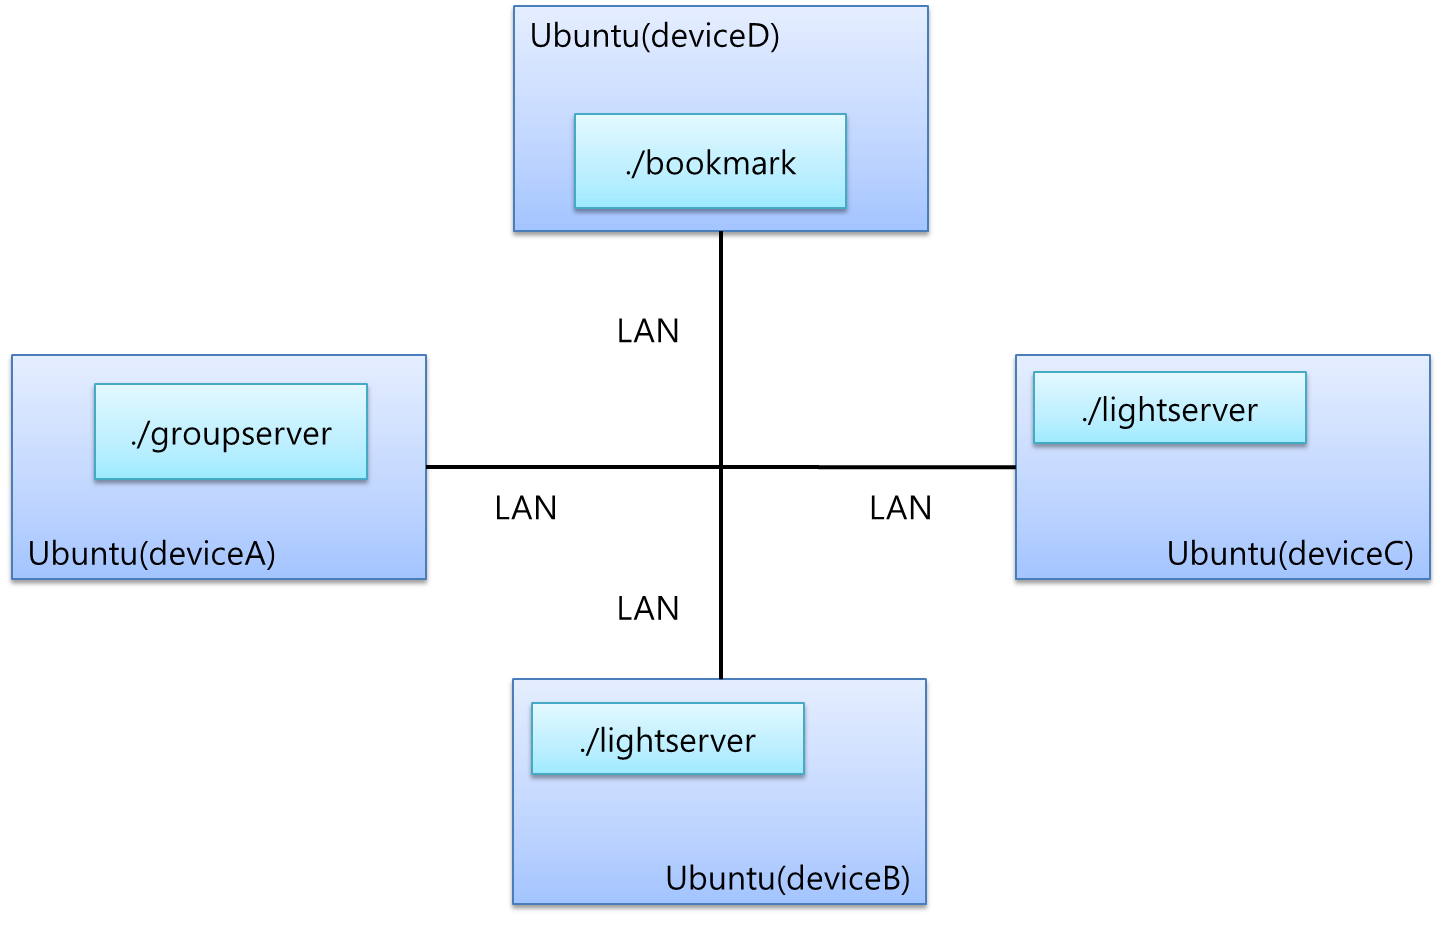 Ubuntu(deviceD)
./bookmark
LAN
./groupserver
./lightserver
LAN
LAN
Ubuntu(deviceA)
Ubuntu(deviceC)
LAN
./lightserver
Ubuntu(deviceB)